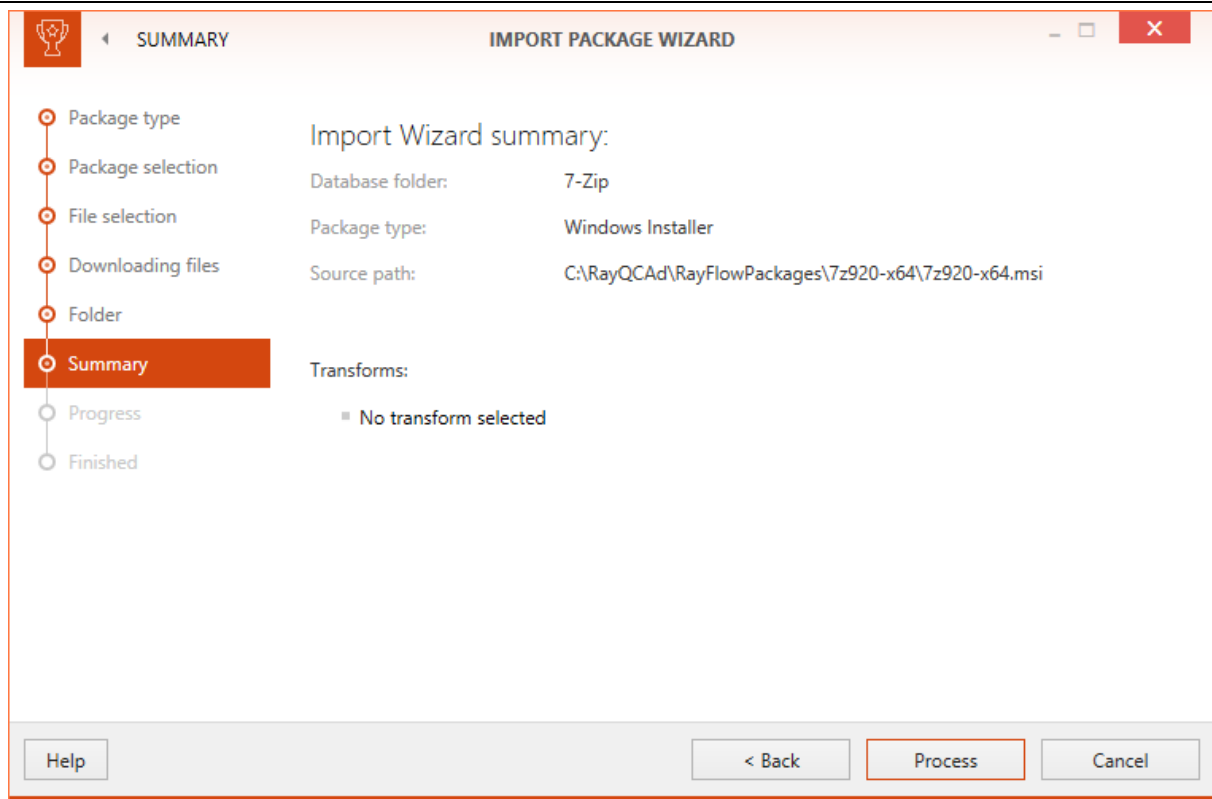 SUMMARY
IMPORT PACKAGE WIZARD
Package type
Package selection
File selection
Downloading files
Folder
Summary
Progress
Finished
Import Wizard summary:
Database folder: 7-Zip
Package type: Windows Installer
Source path: C:\RayQCAd\RayFlowPackages\7z920-x64\7z920-x64.msi
Transforms:
No transform selected
Help
< Back
Process
Cancel